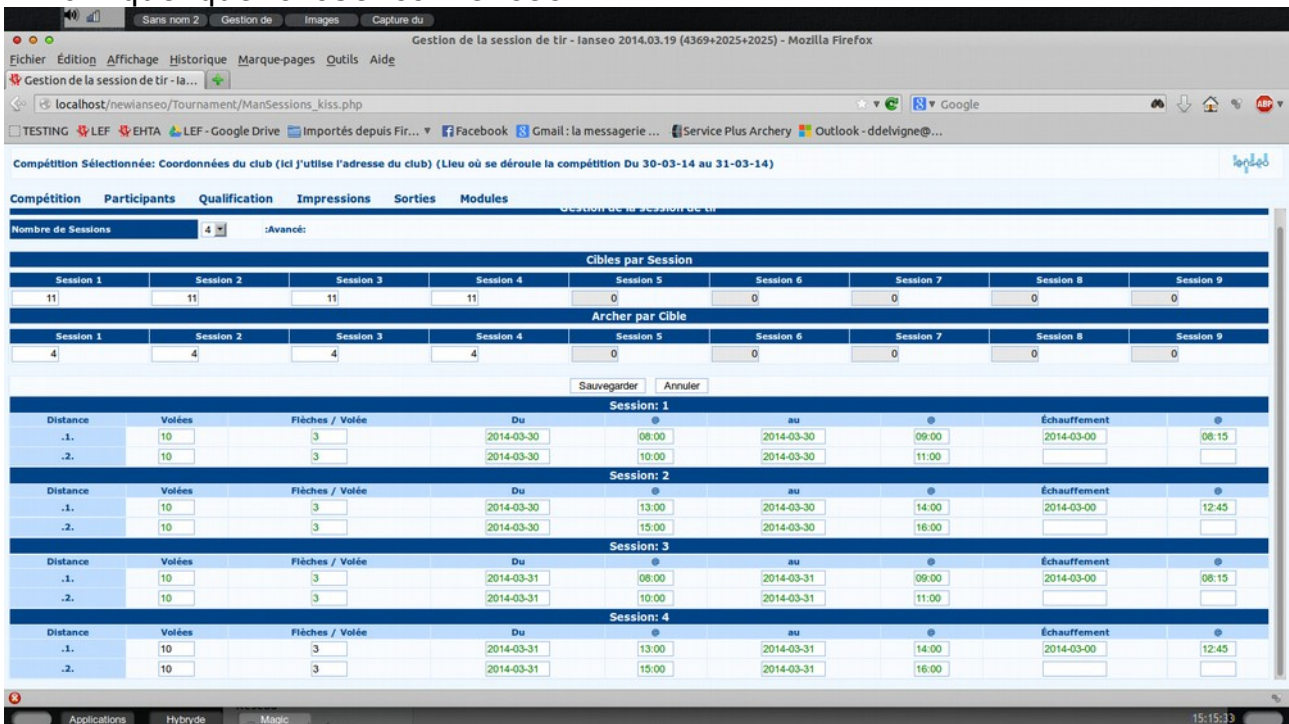 Sans nom 2 Gestion de Images Capture du
Gestion de la session de tir - Ianseo 2014.03.19 (4369+2025+2025) - Mozilla Firefox
Fichier Édition Affichage Historique Marque-pages Outils Aide
Gestion de la session de tir - Ia...
localhost/newianseo/Tournament/ManSessions_kiss.php Google ABP
TESTING LEF EHTA LEF - Google Drive Importés depuis Fir... Facebook Gmail : la messagerie ... Service Plus Archery Outlook - ddelvigne@...
Compétition Sélectionnée: Coordonnées du club (ici j'utilse l'adresse du club) (Lieu où se déroule la compétition Du 30-03-14 au 31-03-14) Ianseo
Compétition Participants Qualification Impressions Sorties Modules
Gestion de la session de tir
Nombre de Sessions 4 :Avancé:
Cibles par Session
Session 1 Session 2 Session 3 Session 4 Session 5 Session 6 Session 7 Session 8 Session 9
11 11 11 11 0 0 0 0 0
Archer par Cible
Session 1 Session 2 Session 3 Session 4 Session 5 Session 6 Session 7 Session 8 Session 9
4 4 4 4 0 0 0 0 0
Sauvegarder Annuler
Session: 1
Distance Volées Flèches / Volée Du @ au @ Échauffement @
.1. 10 3 2014-03-30 08:00 2014-03-30 09:00 2014-03-00 08:15
.2. 10 3 2014-03-30 10:00 2014-03-30 11:00
Session: 2
Distance Volées Flèches / Volée Du @ au @ Échauffement @
.1. 10 3 2014-03-30 13:00 2014-03-30 14:00 2014-03-00 12:45
.2. 10 3 2014-03-30 15:00 2014-03-30 16:00
Session: 3
Distance Volées Flèches / Volée Du @ au @ Échauffement @
.1. 10 3 2014-03-31 08:00 2014-03-31 09:00 2014-03-00 08:15
.2. 10 3 2014-03-31 10:00 2014-03-31 11:00
Session: 4
Distance Volées Flèches / Volée Du @ au @ Échauffement @
.1. 10 3 2014-03-31 13:00 2014-03-31 14:00 2014-03-00 12:45
.2. 10 3 2014-03-31 15:00 2014-03-31 16:00
Applications Hybryde Magic 15:15:33